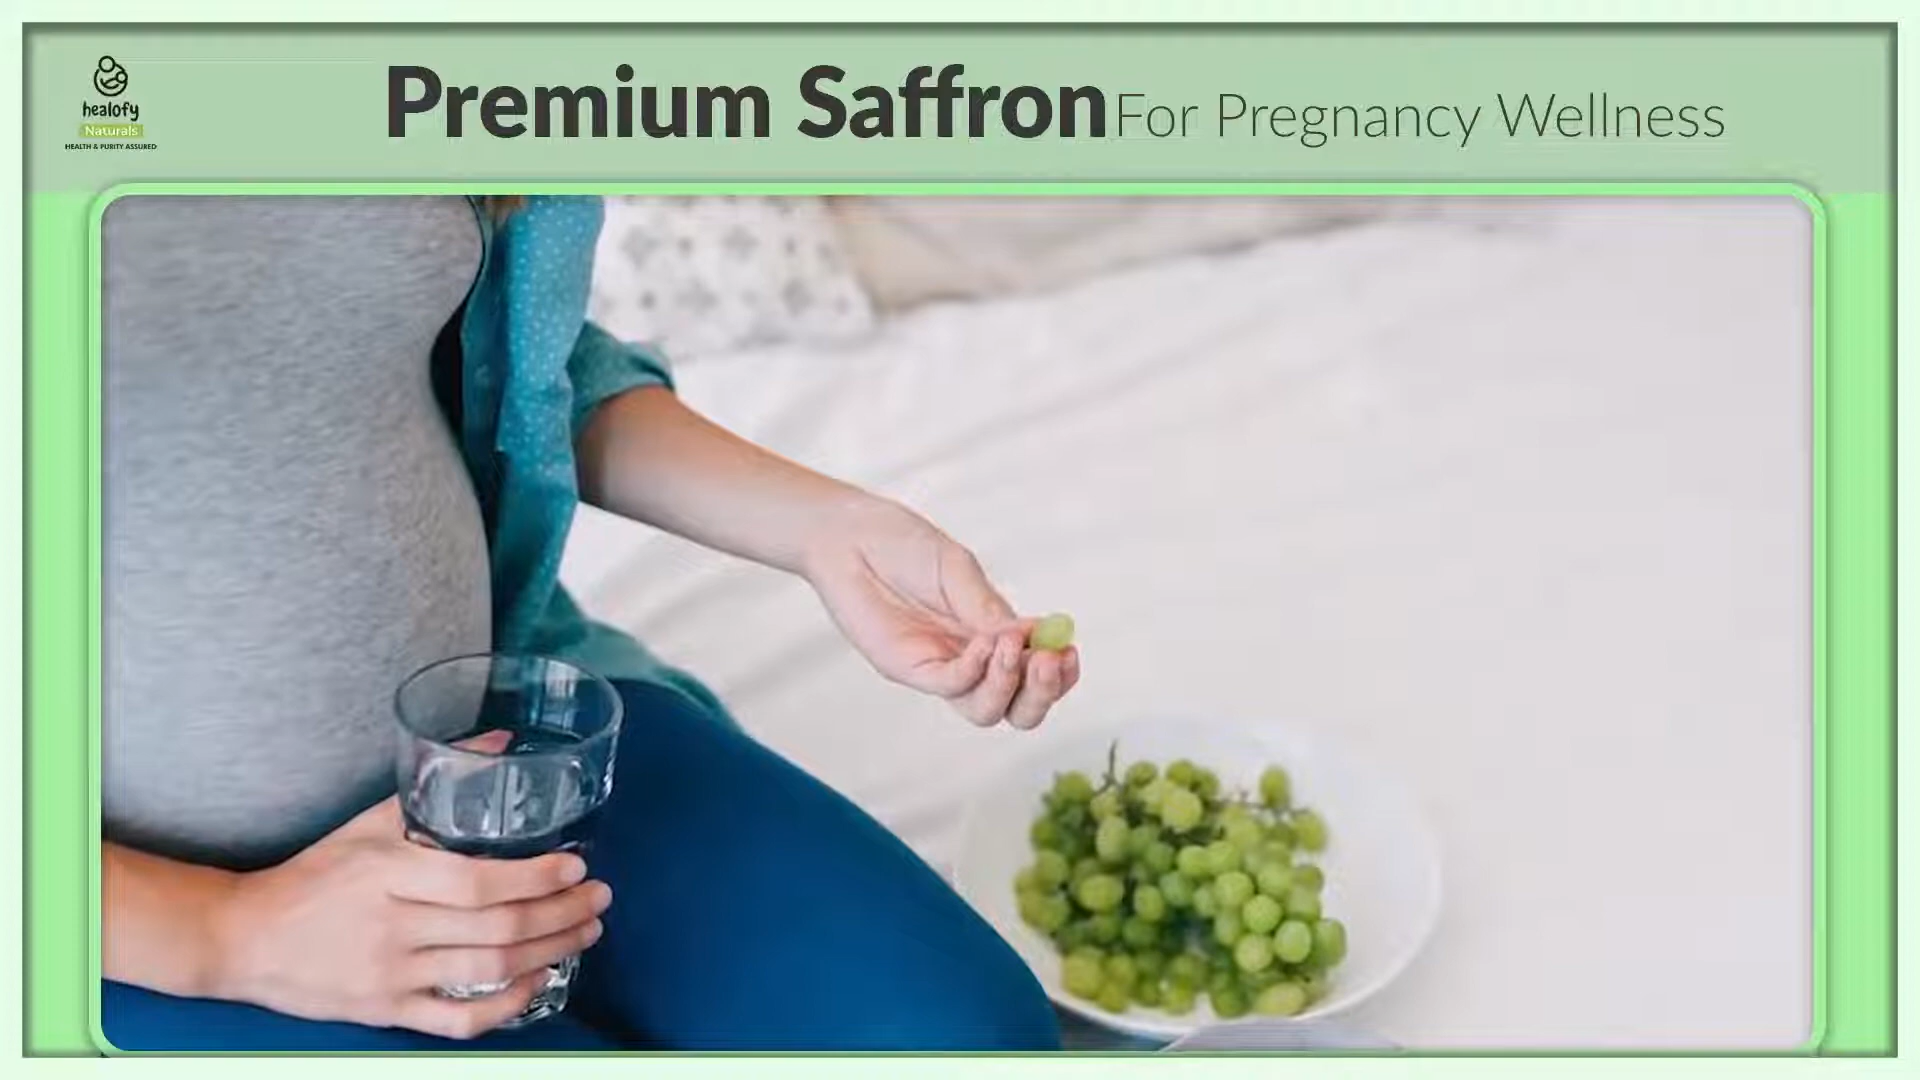 healofy
Naturals
HEALTH & PURITY ASSURED
Premium Saffron For Pregnancy Wellness